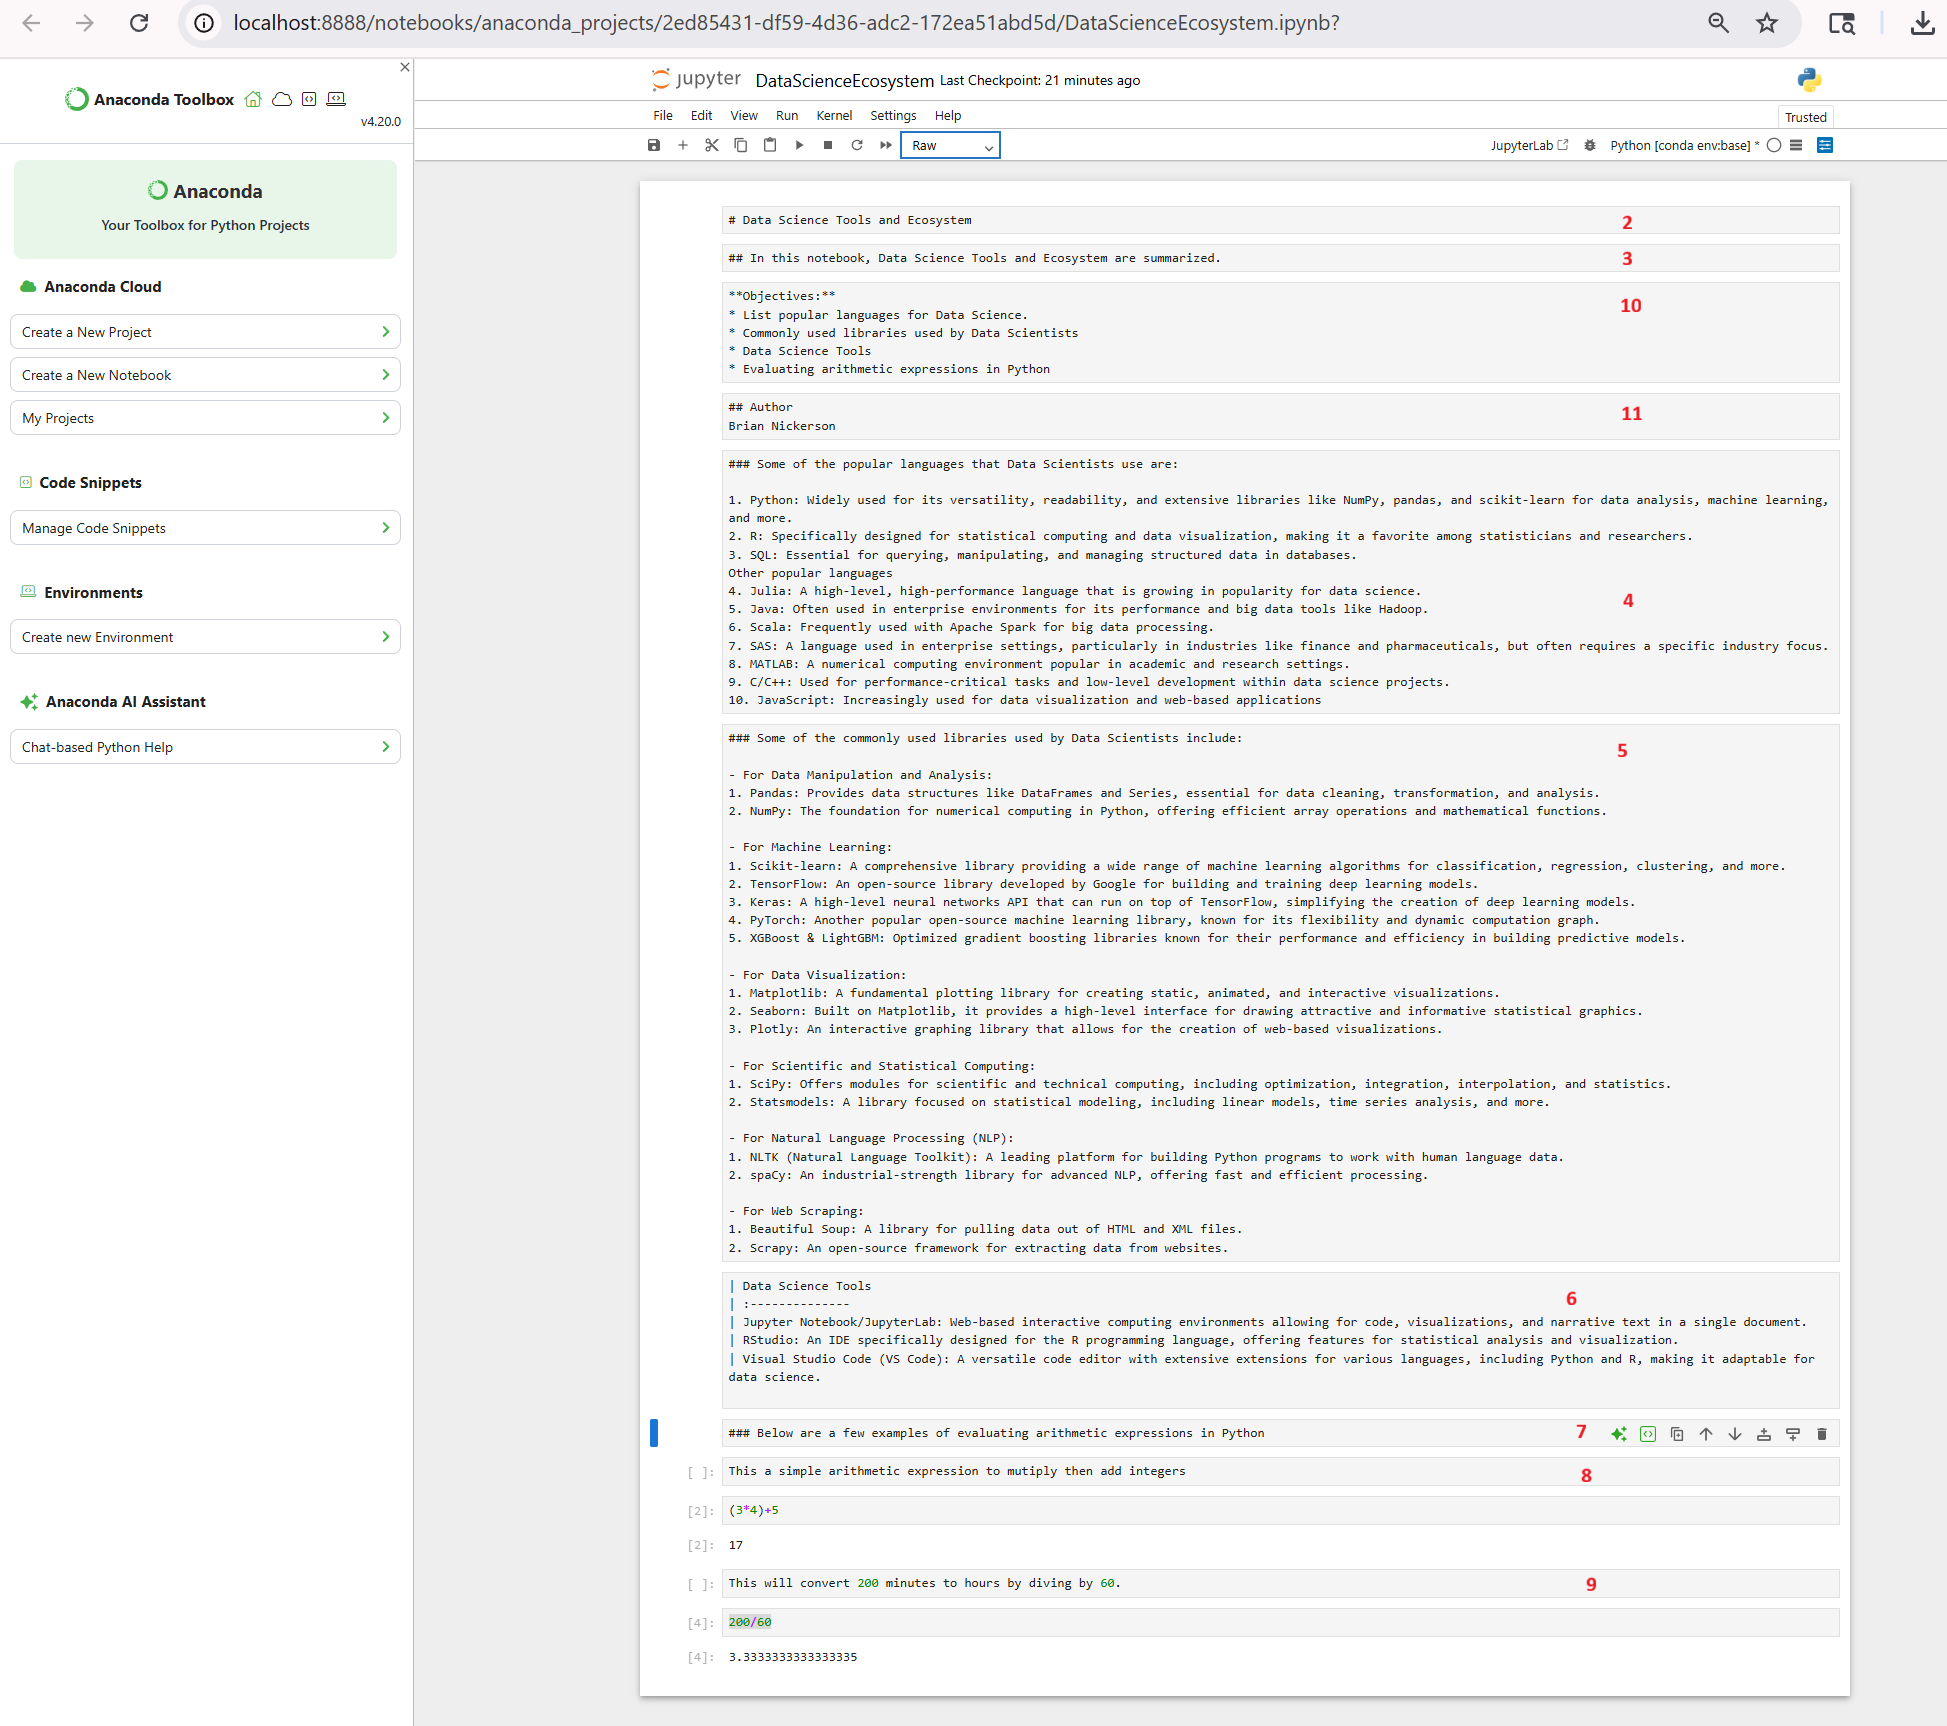 localhost:8888/notebooks/anaconda_projects/2ed85431-df59-4d36-adc2-172ea51abd5d/DataScienceEcosystem.ipynb?
Anaconda Toolbox
v4.20.0
Anaconda
Your Toolbox for Python Projects
Anaconda Cloud
Create a New Project
Create a New Notebook
My Projects
Code Snippets
Manage Code Snippets
Environments
Create new Environment
Anaconda AI Assistant
Chat-based Python Help
jupyter DataScienceEcosystem Last Checkpoint: 21 minutes ago
File Edit View Run Kernel Settings Help
Trusted
Raw
JupyterLab Python [conda env:base] *
# Data Science Tools and Ecosystem 2
## In this notebook, Data Science Tools and Ecosystem are summarized. 3
**Objectives:** 10
* List popular languages for Data Science.
* Commonly used libraries used by Data Scientists
* Data Science Tools
* Evaluating arithmetic expressions in Python
## Author 11
Brian Nickerson
### Some of the popular languages that Data Scientists use are:
1. Python: Widely used for its versatility, readability, and extensive libraries like NumPy, pandas, and scikit-learn for data analysis, machine learning,
and more.
2. R: Specifically designed for statistical computing and data visualization, making it a favorite among statisticians and researchers.
3. SQL: Essential for querying, manipulating, and managing structured data in databases.
Other popular languages
4. Julia: A high-level, high-performance language that is growing in popularity for data science.
5. Java: Often used in enterprise environments for its performance and big data tools like Hadoop. 4
6. Scala: Frequently used with Apache Spark for big data processing.
7. SAS: A language used in enterprise settings, particularly in industries like finance and pharmaceuticals, but often requires a specific industry focus.
8. MATLAB: A numerical computing environment popular in academic and research settings.
9. C/C++: Used for performance-critical tasks and low-level development within data science projects.
10. JavaScript: Increasingly used for data visualization and web-based applications
### Some of the commonly used libraries used by Data Scientists include: 5
- For Data Manipulation and Analysis:
1. Pandas: Provides data structures like DataFrames and Series, essential for data cleaning, transformation, and analysis.
2. NumPy: The foundation for numerical computing in Python, offering efficient array operations and mathematical functions.
- For Machine Learning:
1. Scikit-learn: A comprehensive library providing a wide range of machine learning algorithms for classification, regression, clustering, and more.
2. TensorFlow: An open-source library developed by Google for building and training deep learning models.
3. Keras: A high-level neural networks API that can run on top of TensorFlow, simplifying the creation of deep learning models.
4. PyTorch: Another popular open-source machine learning library, known for its flexibility and dynamic computation graph.
5. XGBoost & LightGBM: Optimized gradient boosting libraries known for their performance and efficiency in building predictive models.
- For Data Visualization:
1. Matplotlib: A fundamental plotting library for creating static, animated, and interactive visualizations.
2. Seaborn: Built on Matplotlib, it provides a high-level interface for drawing attractive and informative statistical graphics.
3. Plotly: An interactive graphing library that allows for the creation of web-based visualizations.
- For Scientific and Statistical Computing:
1. SciPy: Offers modules for scientific and technical computing, including optimization, integration, interpolation, and statistics.
2. Statsmodels: A library focused on statistical modeling, including linear models, time series analysis, and more.
- For Natural Language Processing (NLP):
1. NLTK (Natural Language Toolkit): A leading platform for building Python programs to work with human language data.
2. spaCy: An industrial-strength library for advanced NLP, offering fast and efficient processing.
- For Web Scraping:
1. Beautiful Soup: A library for pulling data out of HTML and XML files.
2. Scrapy: An open-source framework for extracting data from websites.
| Data Science Tools
| :-------------- 6
| Jupyter Notebook/JupyterLab: Web-based interactive computing environments allowing for code, visualizations, and narrative text in a single document.
| RStudio: An IDE specifically designed for the R programming language, offering features for statistical analysis and visualization.
| Visual Studio Code (VS Code): A versatile code editor with extensive extensions for various languages, including Python and R, making it adaptable for
data science.
### Below are a few examples of evaluating arithmetic expressions in Python 7
[ ]: This a simple arithmetic expression to mutiply then add integers 8
[2]: (3*4)+5
[2]: 17
[ ]: This will convert 200 minutes to hours by diving by 60. 9
[4]: 200/60
[4]: 3.3333333333333335